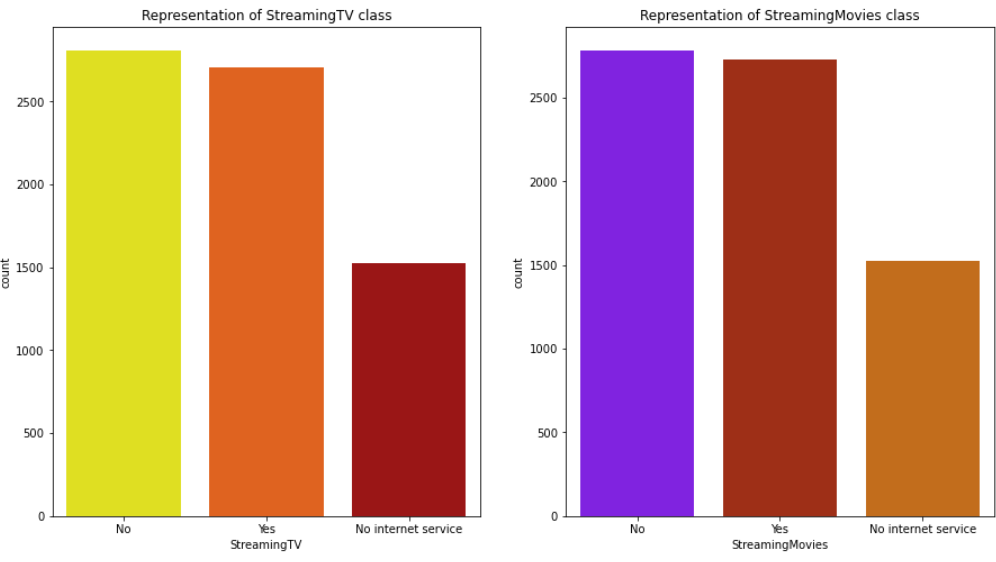 Representation of StreamingTV class
2500
2000
1500
1000
500
0
count
No Yes No internet service
StreamingTV
Representation of StreamingMovies class
2500
2000
1500
1000
500
0
count
No Yes No internet service
StreamingMovies